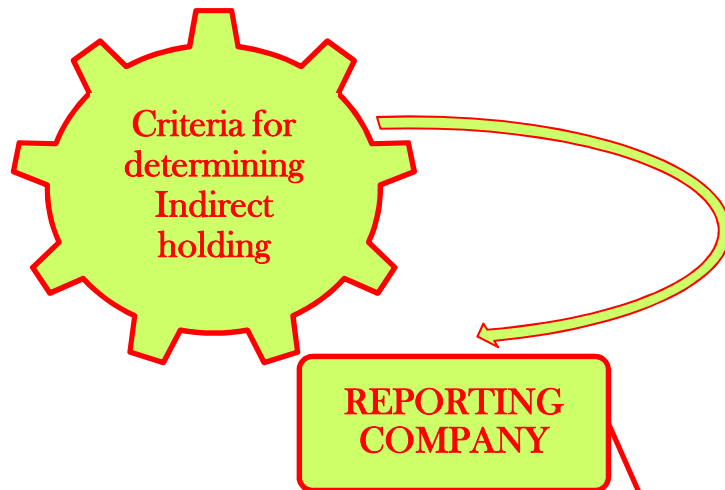 Criteria for
determining
Indirect
holding
REPORTING
COMPANY